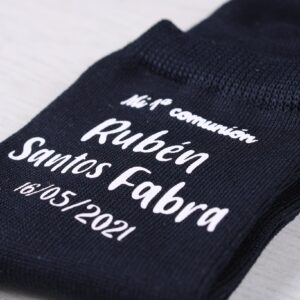 Mi 1ª comunión
Rubén
Santos Fabra
16/05/2021